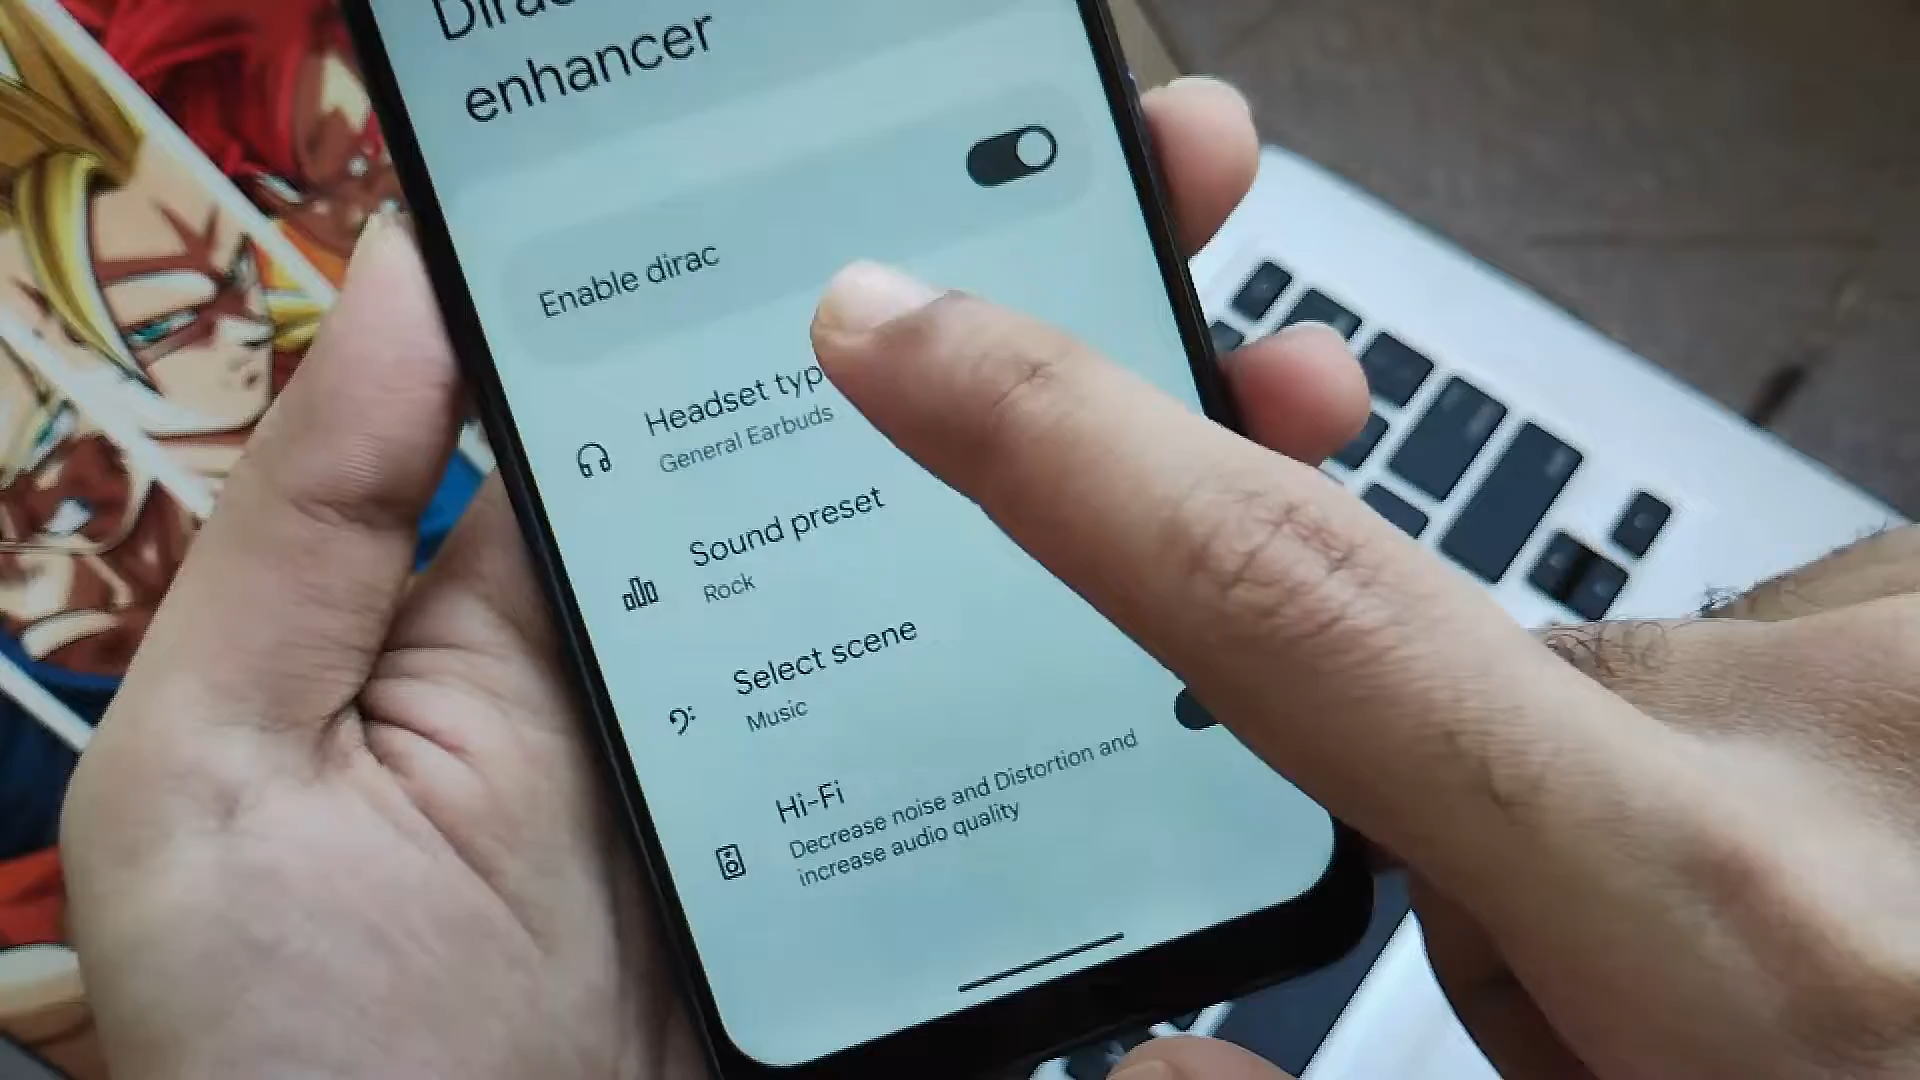 enhancer
Enable dirac
Headset
General Earbuds
Sound preset
Rock
Select scene
Music
Hi-Fi
Decrease noise and Distortion and
increase audio quality